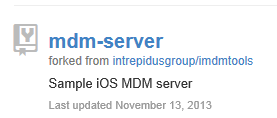 mdm-server
forked from intrepidusgroup/imdmtools
Sample iOS MDM server
Last updated November 13, 2013